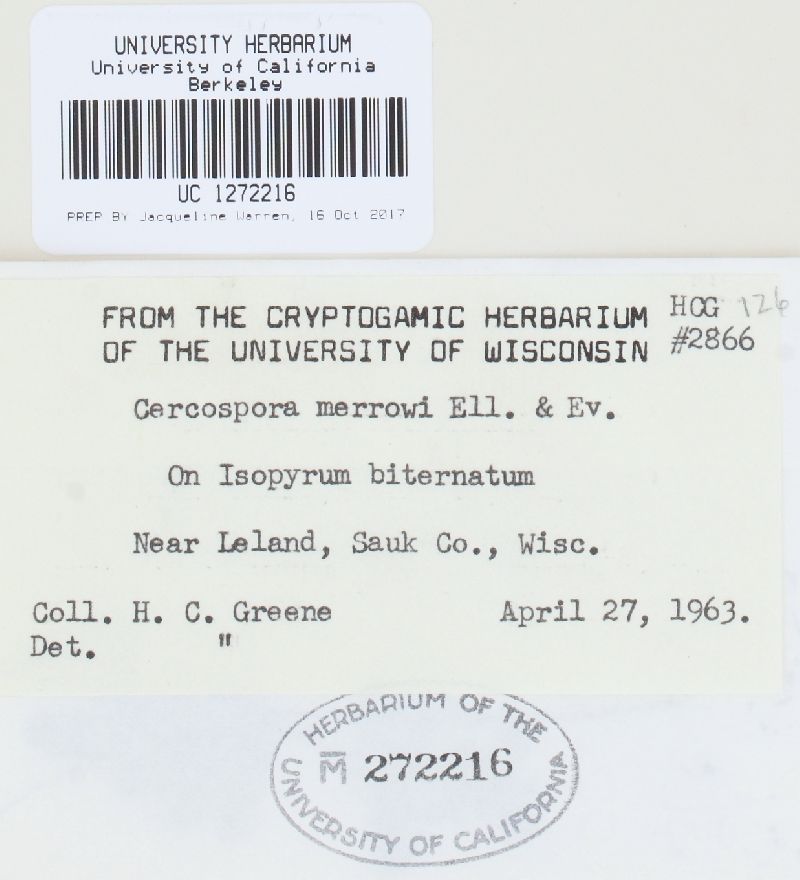 UNIVERSITY HERBARIUM
University of California
Berkeley
UC 1272216
PREP BY Jacqueline Warren, 16 Oct 2017
FROM THE CRYPTOGAMIC HERBARIUM
OF THE UNIVERSITY OF WISCONSIN
HCG 126
#2866
Cercospora merrowi Ell. & Ev.
On Isopyrum biternatum
Near Leland, Sauk Co., Wisc.
Coll. H. C. Greene April 27, 1963.
Det. "
HERBARIUM OF THE
M 272216
UNIVERSITY OF CALIFORNIA